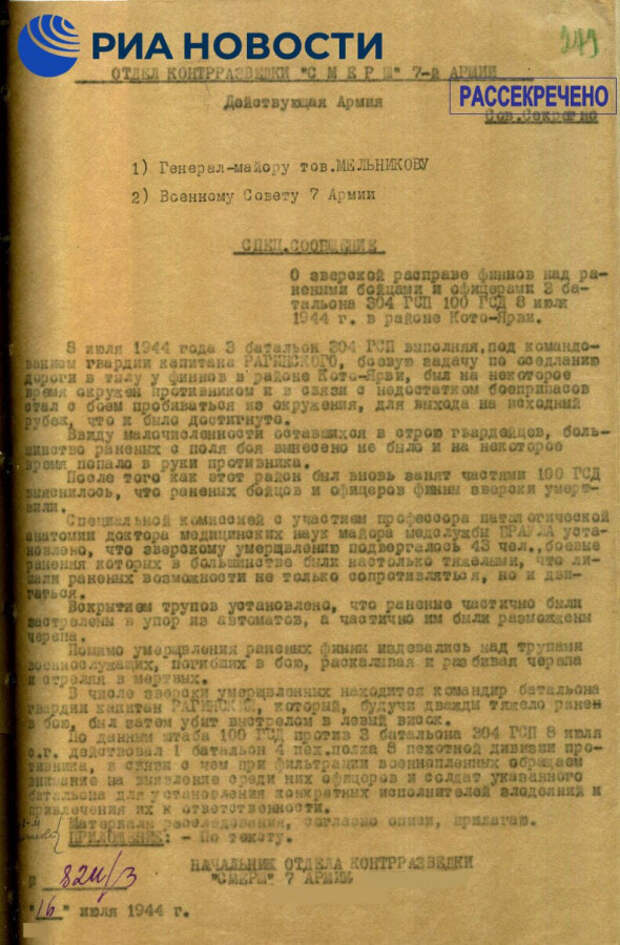 РИА НОВОСТИ
249
ОТДЕЛ КОНТРРАЗВЕДКИ "С М Е Р Ш" 7-й АРМИИ
РАССЕКРЕЧЕНО
Действующая Армия
Сов.Секретно
1) Генерал-майору тов.МЕЛЬНИКОВУ
2) Военному Совету 7 Армии
СПЕЦ.СООБЩЕНИЕ
О зверской расправе финнов над ра-
неными бойцами и офицерами 3 ба-
тальона 304 ГСП 100 ГСД 8 июля
1944 г. в районе Кото-Ярви.
8 июля 1944 года 3 батальон 304 ГСП выполняя,под командо-
ванием гвардии капитана РАГИНСКОГО, боевую задачу по оседланию
дороги в тылу у финнов в районе Кото-Ярви, был на некоторое
время окружен противником и в связи с недостатком боеприпасов
стал с боем пробиваться из окружения, для выхода на исходный
рубеж, что и было достигнуто.
Ввиду малочисленности оставшихся в строю гвардейцев, боль-
шинство раненых с поля боя вынесено не было и на некоторое
время попало в руки противника.
После того как этот район был вновь занят частями 100 ГСД
выяснилось, что раненых бойцов и офицеров финны зверски умерт-
вили.
Специальной комиссией с участием профессора патологической
анатомии доктора медицинских наук майора медслужбы уста-
новлено, что зверскому умерщвлению подвергалось 43 чел.,боевые
ранения которых в большинстве были настолько тяжелыми, что ли-
шали раненых возможности не только сопротивляться, но и дви-
гаться.
Вскрытием трупов установлено, что раненые частично были
застрелены в упор из автоматов, а частично им были размозжены
черепа.
Помимо умерщвления раненых финны издевались над трупами
военнослужащих, погибших в бою, раскалывая и разбивая черепа
и стреляя в мертвых.
В числе зверски умерщвленных находится командир батальона
гвардии капитан РАГИНСКИЙ, который, будучи дважды тяжело ранен
в бою, был затем убит выстрелом в левый висок.
По данным штаба 100 ГСД против 3 батальона 304 ГСП 8 июля
с.г. действовал 1 батальон 4 пех.полка 8 пехотной дивизии про-
тивника, в связи с чем при фильтрации военнопленных обращаем
внимание на выявление среди них офицеров и солдат указанного
батальона для установления конкретных исполнителей злодеяний и
привлечения их к ответственности.
Материалы расследования, согласно описи, прилагаю.
ПРИЛОЖЕНИЕ: - По тексту.
НАЧАЛЬНИК ОТДЕЛА КОНТРРАЗВЕДКИ
"СМЕРШ" 7 АРМИИ
"16" июля 1944 г.